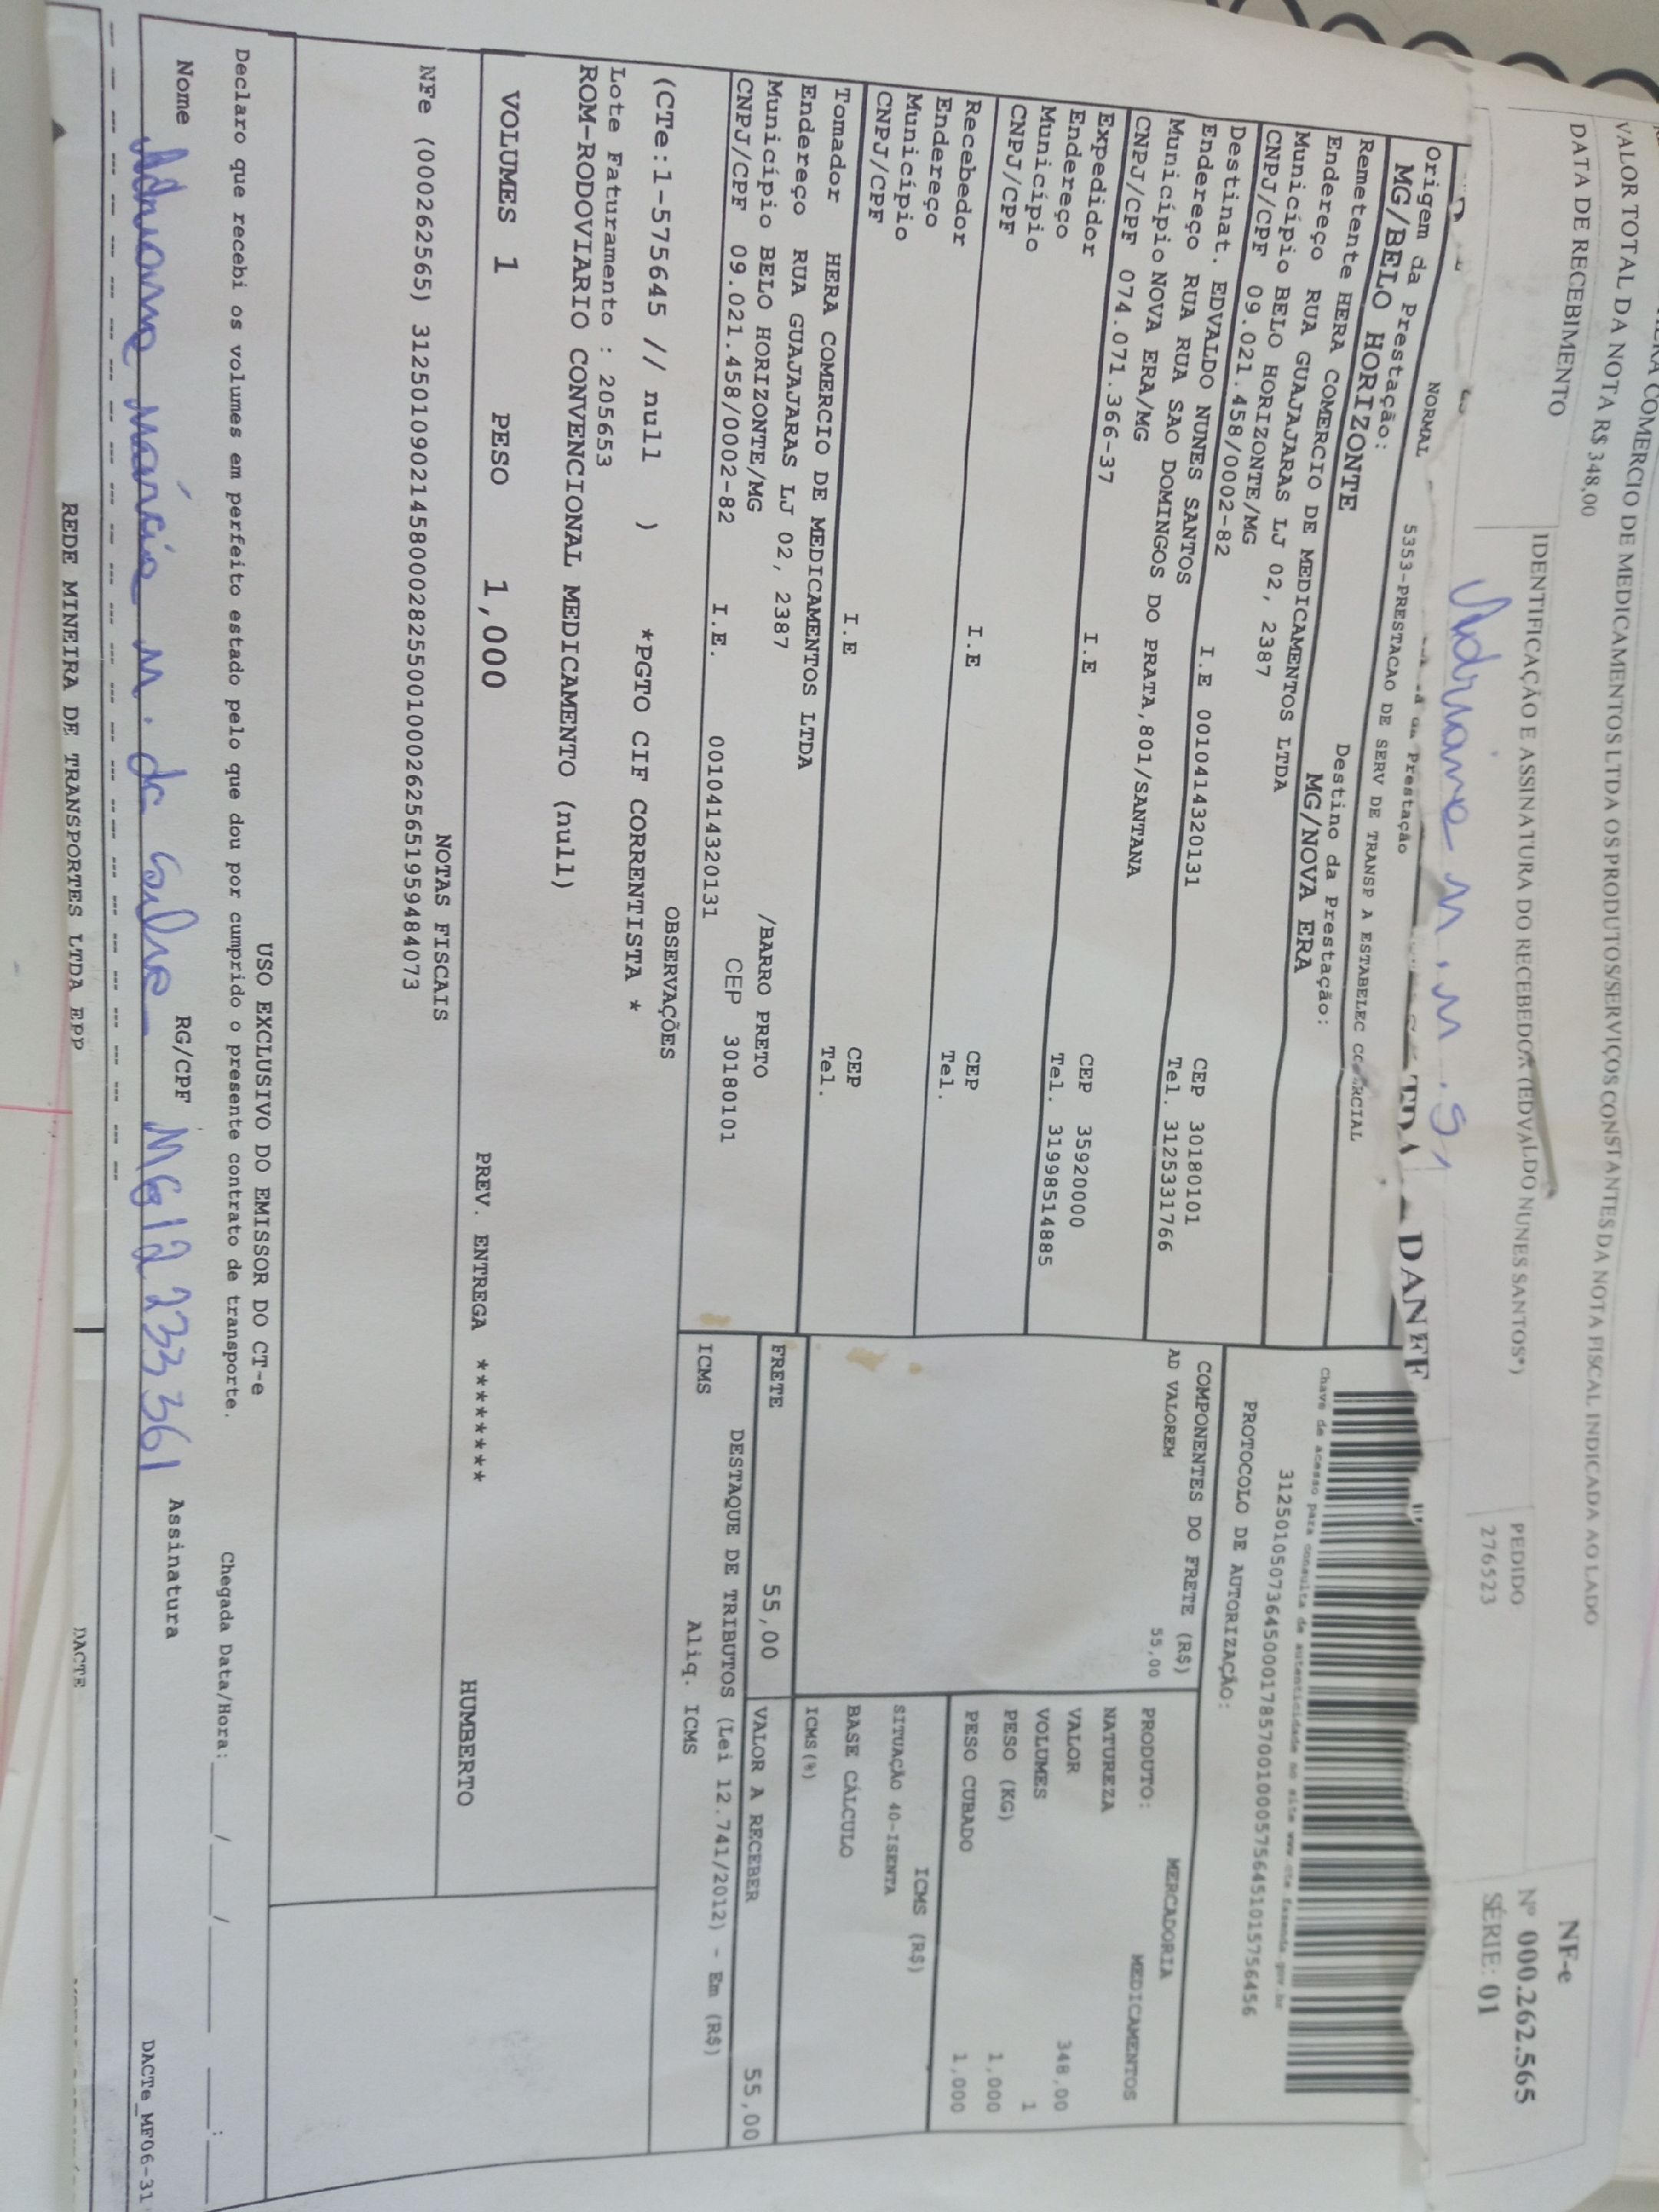 HERA COMERCIO DE MEDICAMENTOS LTDA OS PRODUTOS/SERVIÇOS CONSTANTES DA NOTA FISCAL INDICADA AO LADO
VALOR TOTAL DA NOTA R$ 348,00
DATA DE RECEBIMENTO
IDENTIFICAÇÃO E ASSINATURA DO RECEBEDOR (EDVALDO NUNES SANTOS*)
PEDIDO
276523
NF-e
Nº 000.262.565
SÉRIE: 01
Adriana M. M. S.
DANFE
NORMAL
5353-PRESTACAO DE SERV DE TRANSP A ESTABELEC COMERCIAL
Origem da Prestação:
MG/BELO HORIZONTE
Destino da Prestação:
MG/NOVA ERA
Remetente HERA COMERCIO DE MEDICAMENTOS LTDA
Endereço RUA GUAJAJARAS LJ 02, 2387
Município BELO HORIZONTE/MG
CEP 30180101
CNPJ/CPF 09.021.458/0002-82
I.E 0010414320131
Tel. 3125331766
Destinat. EDVALDO NUNES SANTOS
Endereço RUA RUA SAO DOMINGOS DO PRATA,801/SANTANA
Município NOVA ERA/MG
CEP 35920000
CNPJ/CPF 074.071.366-37
I.E
Tel. 31998514885
Expedidor
Endereço
Município
CEP
CNPJ/CPF
I.E
Tel.
Recebedor
Endereço
Município
CEP
CNPJ/CPF
I.E
Tel.
Tomador HERA COMERCIO DE MEDICAMENTOS LTDA
Endereço RUA GUAJAJARAS LJ 02, 2387
/BARRO PRETO
Município BELO HORIZONTE/MG
CEP 30180101
CNPJ/CPF 09.021.458/0002-82
I.E. 0010414320131
Chave de acesso para consulta de autenticidade no site www.cte.fazenda.gov.br
31250105073645000178570010005756451015756456
PROTOCOLO DE AUTORIZAÇÃO:
COMPONENTES DO FRETE (R$)
AD VALOREM 55,00
MERCADORIA
PRODUTO: MEDICAMENTOS
NATUREZA
VALOR 348,00
VOLUMES 1
PESO (KG) 1,000
PESO CUBADO 1,000
ICMS (R$)
SITUAÇÃO 40-ISENTA
BASE CÁLCULO
ICMS(%)
FRETE 55,00
VALOR A RECEBER 55,00
DESTAQUE DE TRIBUTOS (Lei 12.741/2012) - Em (R$)
ICMS
Aliq. ICMS
OBSERVAÇÕES
(CTe:1-575645 // null ) *PGTO CIF CORRENTISTA *
Lote Faturamento : 205653
ROM-RODOVIARIO CONVENCIONAL MEDICAMENTO (null)
VOLUMES 1 PESO 1,000 PREV. ENTREGA ******** HUMBERTO
NOTAS FISCAIS
NFe (000262565) 31250109021458000282550010002625651959484073
USO EXCLUSIVO DO EMISSOR DO CT-e
Declaro que recebi os volumes em perfeito estado pelo que dou por cumprido o presente contrato de transporte.
Chegada Data/Hora: ___/___/_____ ___:___
Nome Adriana Márcia M. da Silva
RG/CPF MG12233361
Assinatura
DACTe_MF06-31
REDE MINEIRA DE TRANSPORTES LTDA EPP
DACTE